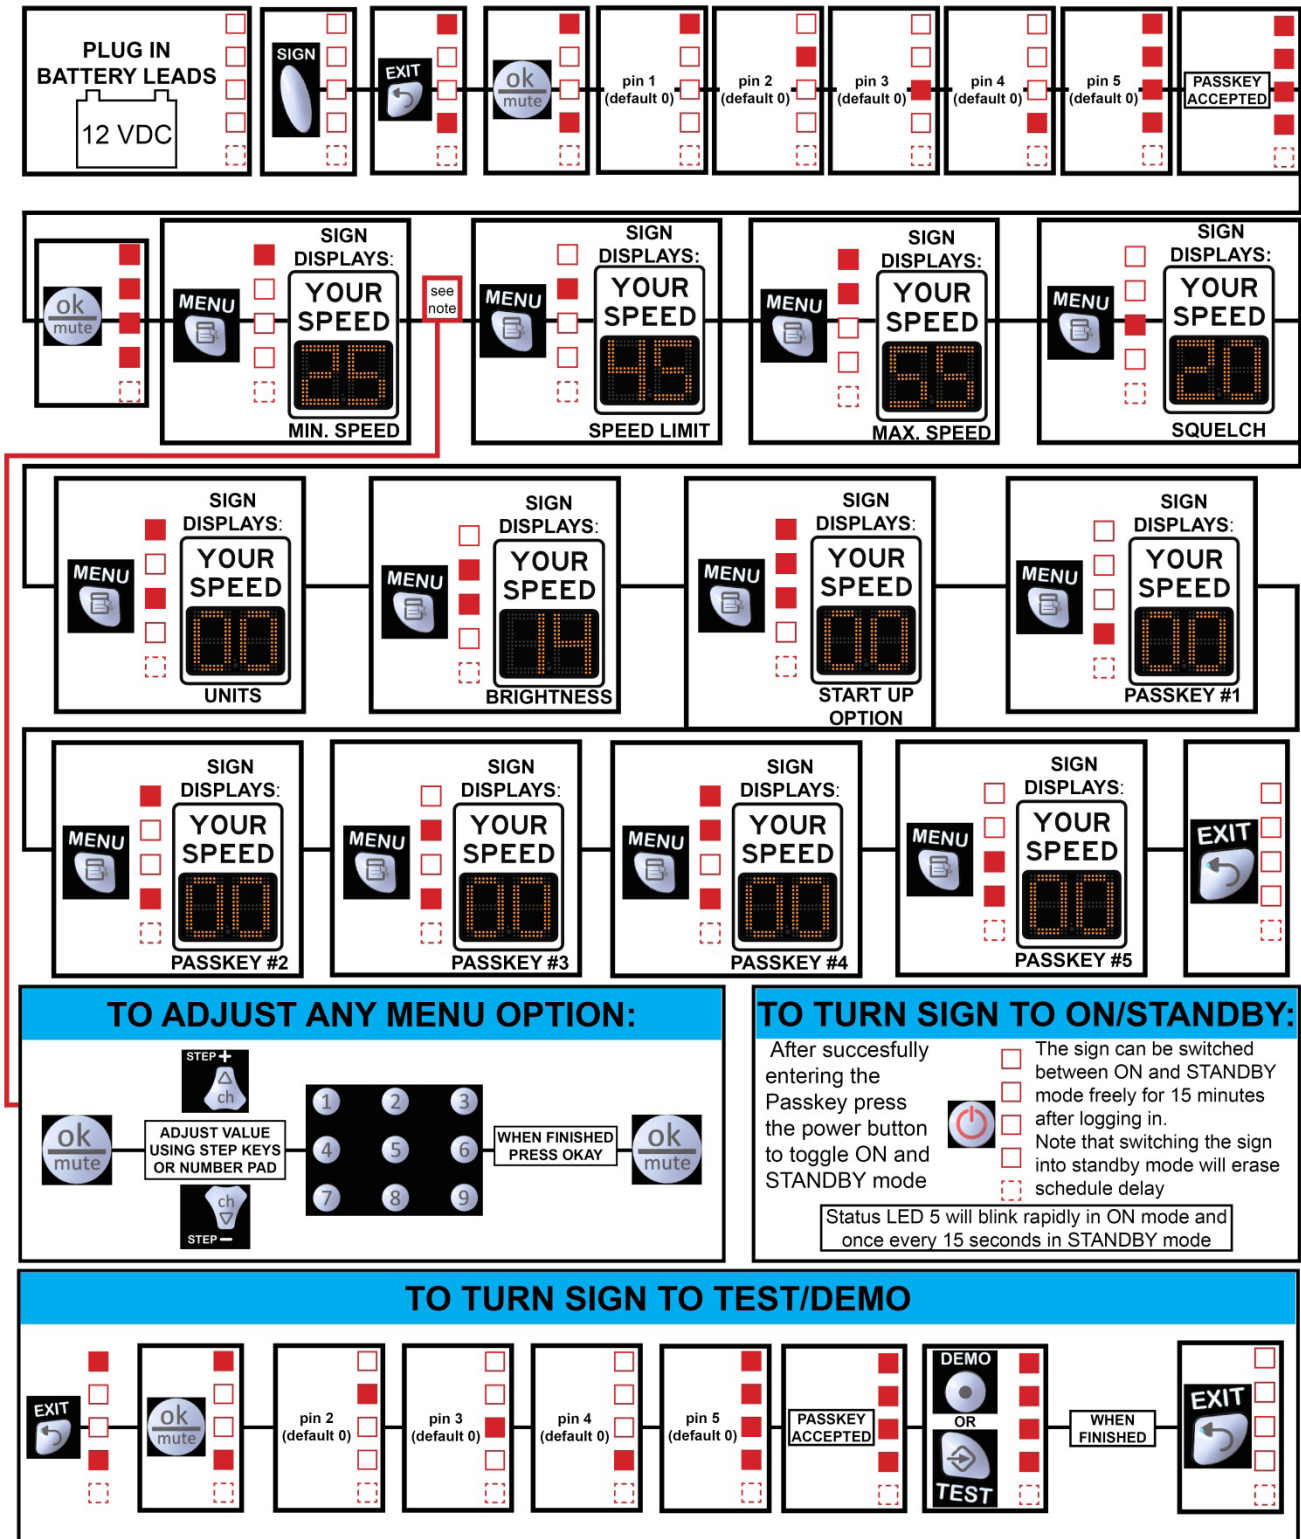 PLUG IN
BATTERY LEADS
12 VDC
SIGN
EXIT
ok
mute
pin 1
(default 0)
pin 2
(default 0)
pin 3
(default 0)
pin 4
(default 0)
pin 5
(default 0)
PASSKEY
ACCEPTED
ok
mute
MENU
SIGN
DISPLAYS:
YOUR
SPEED
25
MIN. SPEED
see
note
MENU
SIGN
DISPLAYS:
YOUR
SPEED
45
SPEED LIMIT
MENU
SIGN
DISPLAYS:
YOUR
SPEED
55
MAX. SPEED
MENU
SIGN
DISPLAYS:
YOUR
SPEED
20
SQUELCH
MENU
SIGN
DISPLAYS:
YOUR
SPEED
00
UNITS
MENU
SIGN
DISPLAYS:
YOUR
SPEED
14
BRIGHTNESS
MENU
SIGN
DISPLAYS:
YOUR
SPEED
00
START UP
OPTION
MENU
SIGN
DISPLAYS:
YOUR
SPEED
00
PASSKEY #1
MENU
SIGN
DISPLAYS:
YOUR
SPEED
00
PASSKEY #2
MENU
SIGN
DISPLAYS:
YOUR
SPEED
00
PASSKEY #3
MENU
SIGN
DISPLAYS:
YOUR
SPEED
00
PASSKEY #4
MENU
SIGN
DISPLAYS:
YOUR
SPEED
00
PASSKEY #5
EXIT
TO ADJUST ANY MENU OPTION:
ok
mute
STEP +
ch
ADJUST VALUE
USING STEP KEYS
OR NUMBER PAD
ch
STEP −
1 2 3
4 5 6
7 8 9
WHEN FINISHED
PRESS OKAY
ok
mute
TO TURN SIGN TO ON/STANDBY:
After succesfully
entering the
Passkey press
the power button
to toggle ON and
STANDBY mode
The sign can be switched
between ON and STANDBY
mode freely for 15 minutes
after logging in.
Note that switching the sign
into standby mode will erase
schedule delay
Status LED 5 will blink rapidly in ON mode and
once every 15 seconds in STANDBY mode
TO TURN SIGN TO TEST/DEMO
EXIT
ok
mute
pin 2
(default 0)
pin 3
(default 0)
pin 4
(default 0)
pin 5
(default 0)
PASSKEY
ACCEPTED
DEMO
OR
TEST
WHEN
FINISHED
EXIT